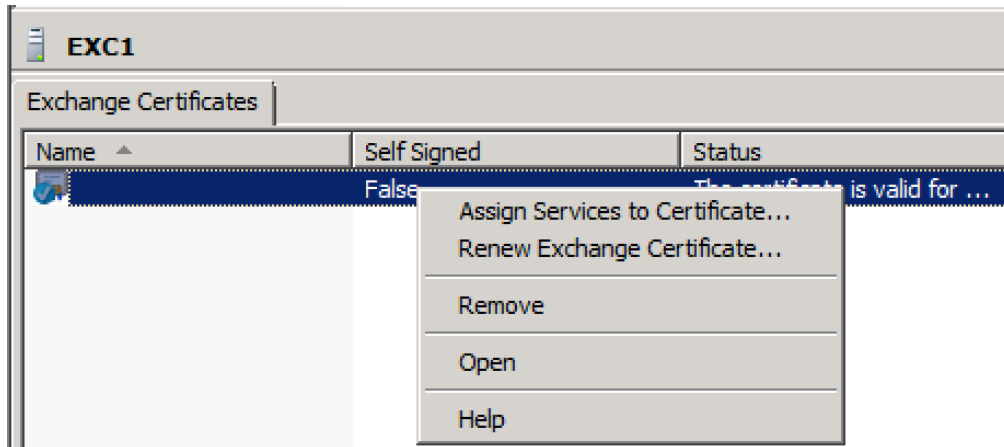 EXC1
Exchange Certificates
Name Self Signed Status
False The certificate is valid for ...
Assign Services to Certificate...
Renew Exchange Certificate...
Remove
Open
Help